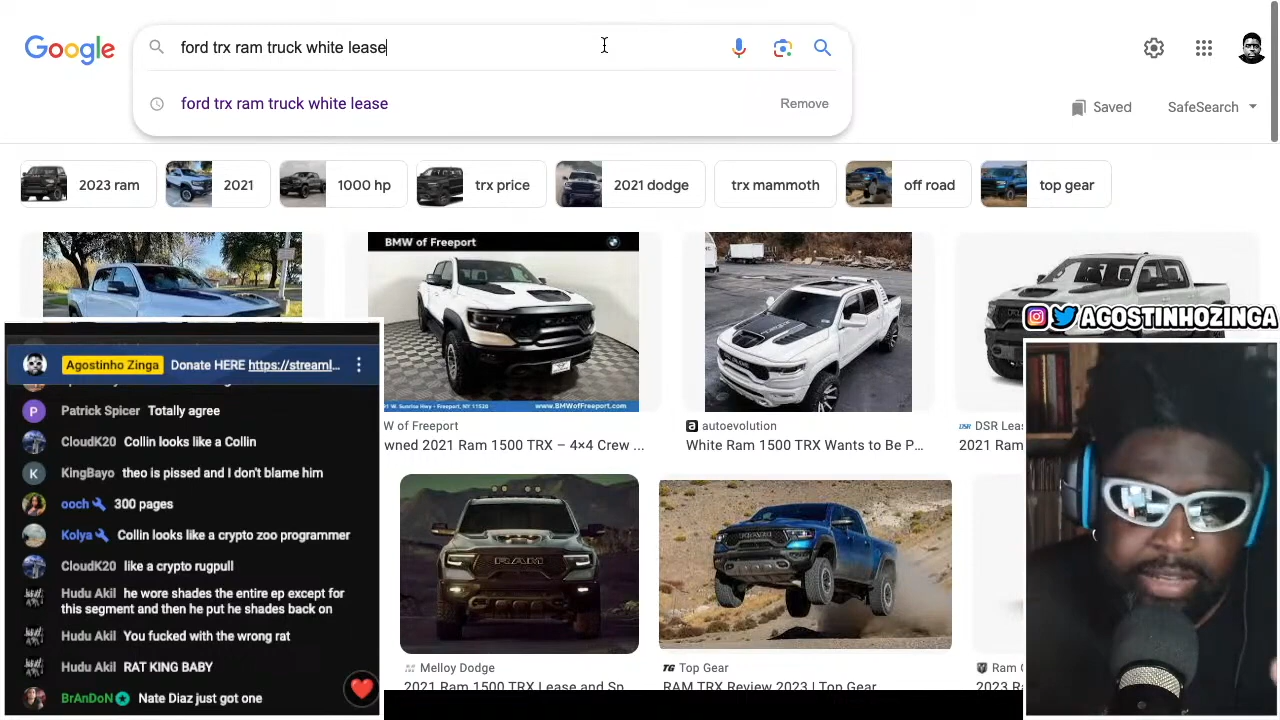 Google
ford trx ram truck white lease
ford trx ram truck white lease
Remove
Saved
SafeSearch
2023 ram
2021
1000 hp
trx price
2021 dodge
trx mammoth
off road
top gear
BMW of Freeport
www.BMWofFreeport.com
W of Freeport
wned 2021 Ram 1500 TRX – 4×4 Crew ...
autoevolution
White Ram 1500 TRX Wants to Be P...
DSR Leas
2021 Ram
AGOSTINHOZINGA
Agostinho Zinga Donate HERE https://streaml...
Patrick Spicer Totally agree
CloudK20 Collin looks like a Collin
KingBayo theo is pissed and I don't blame him
ooch 300 pages
Kolya Collin looks like a crypto zoo programmer
CloudK20 like a crypto rugpull
Hudu Akil he wore shades the entire ep except for
this segment and then he put he shades back on
Hudu Akil You fucked with the wrong rat
Hudu Akil RAT KING BABY
BrAnDoN Nate Diaz just got one
RAM
Melloy Dodge
2021 Ram 1500 TRX Lease and Sp
TG Top Gear
RAM TRX Review 2023 | Top Gear
Ram
2023 R